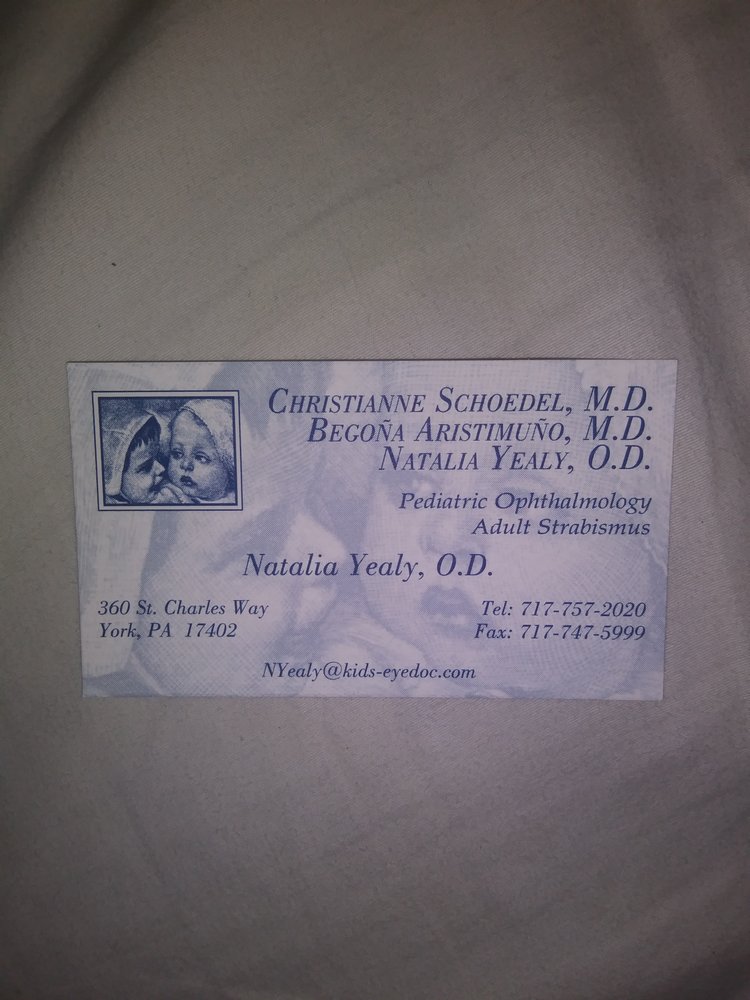 CHRISTIANNE SCHOEDEL, M.D.
BEGOÑA ARISTIMUÑO, M.D.
NATALIA YEALY, O.D.
Pediatric Ophthalmology
Adult Strabismus
Natalia Yealy, O.D.
360 St. Charles Way
York, PA 17402
Tel: 717-757-2020
Fax: 717-747-5999
NYealy@kids-eyedoc.com